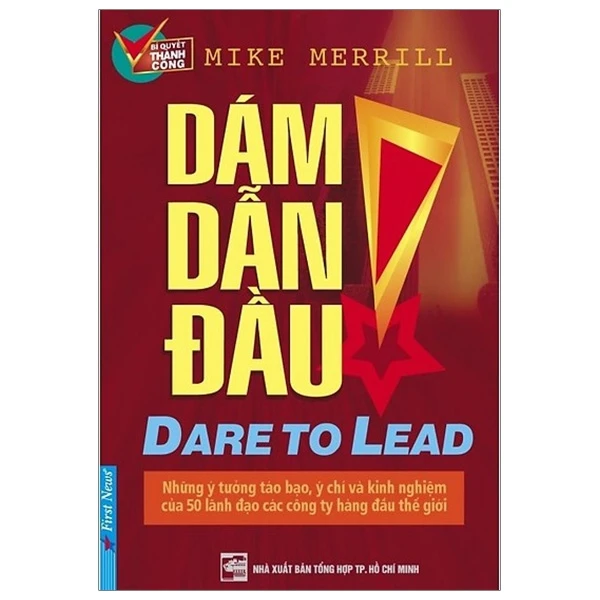 BÍ QUYẾT
THÀNH
CÔNG
MIKE MERRILL
DÁM
DẪN
ĐẦU
DARE TO LEAD
Những ý tưởng táo bạo, ý chí và kinh nghiệm
của 50 lãnh đạo các công ty hàng đầu thế giới
First News
NHÀ XUẤT BẢN TỔNG HỢP TP. HỒ CHÍ MINH